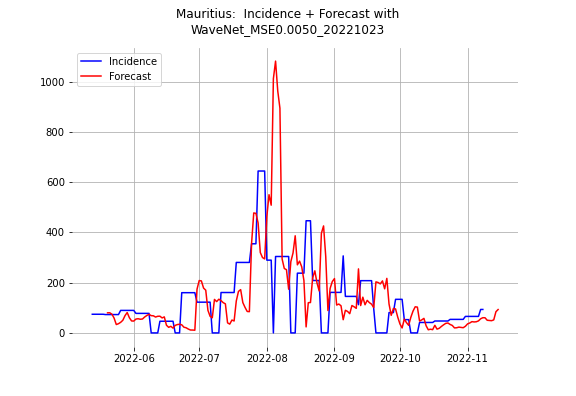 Mauritius:  Incidence + Forecast with
WaveNet_MSE0.0050_20221023
Incidence
Forecast
1000
800
600
400
200
0
2022-06 2022-07 2022-08 2022-09 2022-10 2022-11